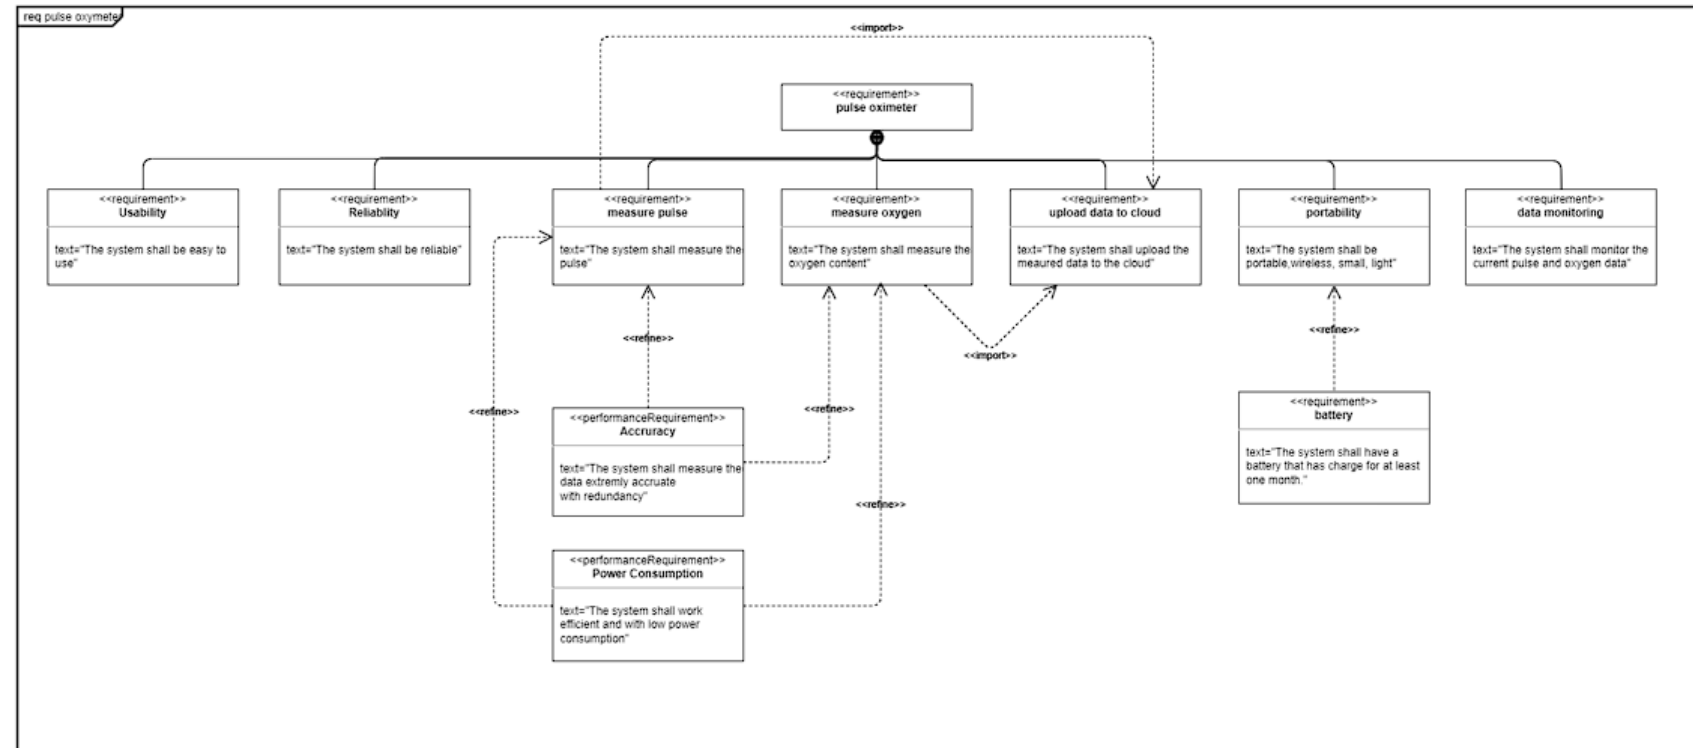 req pulse oxymeter
<<import>>
<<requirement>>
pulse oximeter
<<requirement>>
Usability
text="The system shall be easy to
use"
<<requirement>>
Reliablity
text="The system shall be reliable"
<<requirement>>
measure pulse
text="The system shall measure the
pulse"
<<requirement>>
measure oxygen
text="The system shall measure the
oxygen content"
<<requirement>>
upload data to cloud
text="The system shall upload the
meaured data to the cloud"
<<requirement>>
portability
text="The system shall be
portable,wireless, small, light"
<<requirement>>
data monitoring
text="The system shall monitor the
current pulse and oxygen data"
<<refine>>
<<import>>
<<refine>>
<<refine>>
<<refine>>
<<performanceRequirement>>
Accruracy
text="The system shall measure the
data extremly accruate
with redundancy"
<<requirement>>
battery
text="The system shall have a
battery that has charge for at least
one month."
<<refine>>
<<performanceRequirement>>
Power Consumption
text="The system shall work
efficient and with low power
consumption"